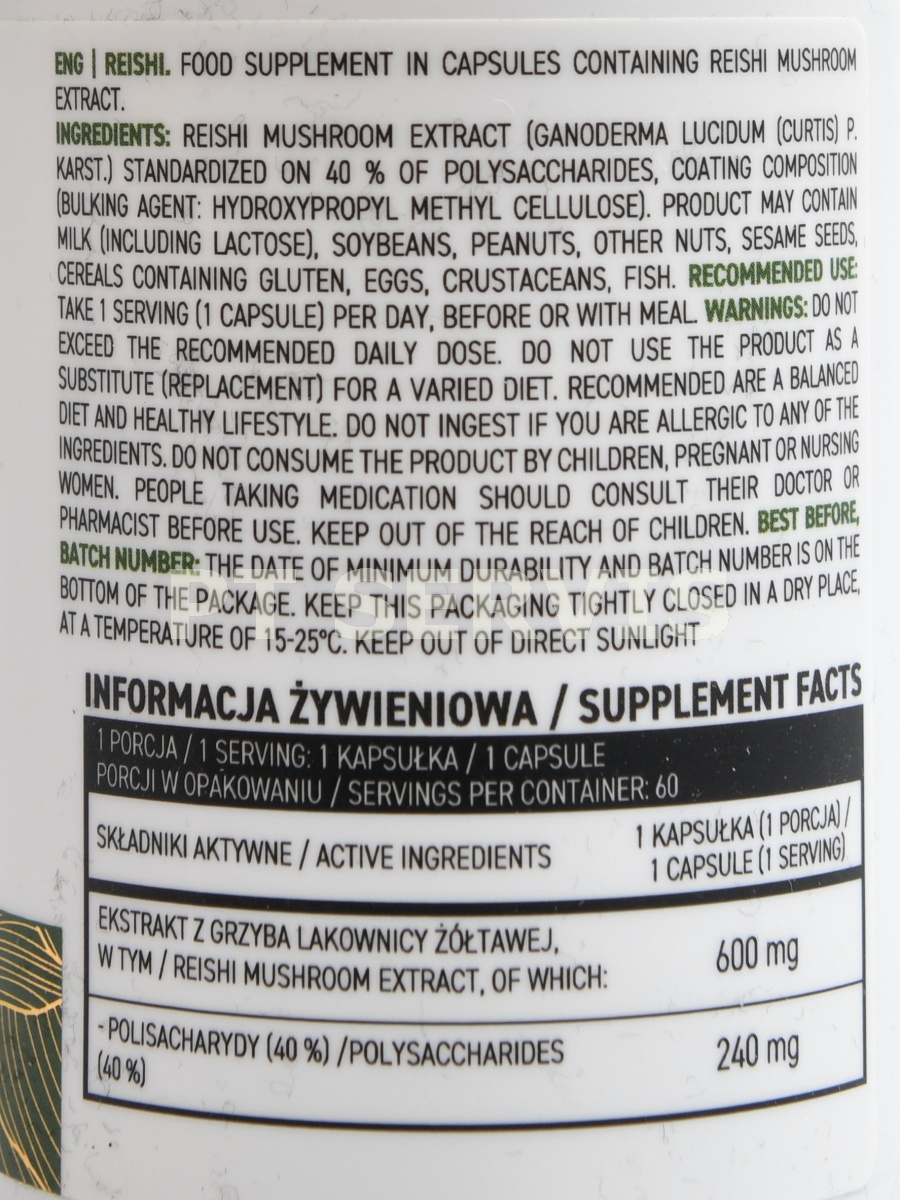 ENG | REISHI. FOOD SUPPLEMENT IN CAPSULES CONTAINING REISHI MUSHROOM
EXTRACT.
INGREDIENTS: REISHI MUSHROOM EXTRACT (GANODERMA LUCIDUM (CURTIS) P.
KARST.) STANDARDIZED ON 40 % OF POLYSACCHARIDES, COATING COMPOSITION
(BULKING AGENT: HYDROXYPROPYL METHYL CELLULOSE). PRODUCT MAY CONTAIN
MILK (INCLUDING LACTOSE), SOYBEANS, PEANUTS, OTHER NUTS, SESAME SEEDS,
CEREALS CONTAINING GLUTEN, EGGS, CRUSTACEANS, FISH. RECOMMENDED USE:
TAKE 1 SERVING (1 CAPSULE) PER DAY, BEFORE OR WITH MEAL. WARNINGS: DO NOT
EXCEED THE RECOMMENDED DAILY DOSE. DO NOT USE THE PRODUCT AS A
SUBSTITUTE (REPLACEMENT) FOR A VARIED DIET. RECOMMENDED ARE A BALANCED
DIET AND HEALTHY LIFESTYLE. DO NOT INGEST IF YOU ARE ALLERGIC TO ANY OF THE
INGREDIENTS. DO NOT CONSUME THE PRODUCT BY CHILDREN, PREGNANT OR NURSING
WOMEN. PEOPLE TAKING MEDICATION SHOULD CONSULT THEIR DOCTOR OR
PHARMACIST BEFORE USE. KEEP OUT OF THE REACH OF CHILDREN. BEST BEFORE,
BATCH NUMBER: THE DATE OF MINIMUM DURABILITY AND BATCH NUMBER IS ON THE
BOTTOM OF THE PACKAGE. KEEP THIS PACKAGING TIGHTLY CLOSED IN A DRY PLACE,
AT A TEMPERATURE OF 15-25°C. KEEP OUT OF DIRECT SUNLIGHT
PT SERVIS
INFORMACJA ŻYWIENIOWA / SUPPLEMENT FACTS
1 PORCJA / 1 SERVING: 1 KAPSUŁKA / 1 CAPSULE
PORCJI W OPAKOWANIU / SERVINGS PER CONTAINER: 60
SKŁADNIKI AKTYWNE / ACTIVE INGREDIENTS
1 KAPSUŁKA (1 PORCJA) /
1 CAPSULE (1 SERVING)
EKSTRAKT Z GRZYBA LAKOWNICY ŻÓŁTAWEJ,
W TYM / REISHI MUSHROOM EXTRACT, OF WHICH:
600 mg
- POLISACHARYDY (40 %) /POLYSACCHARIDES
(40 %)
240 mg